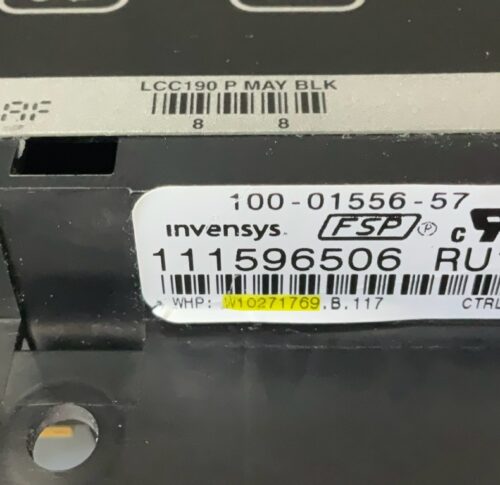 LCC190 P MAY BLK
8 8
100-01556-57
invensys FSP ®
111596506 RU
WHP: W10271769.B.117 CTRL